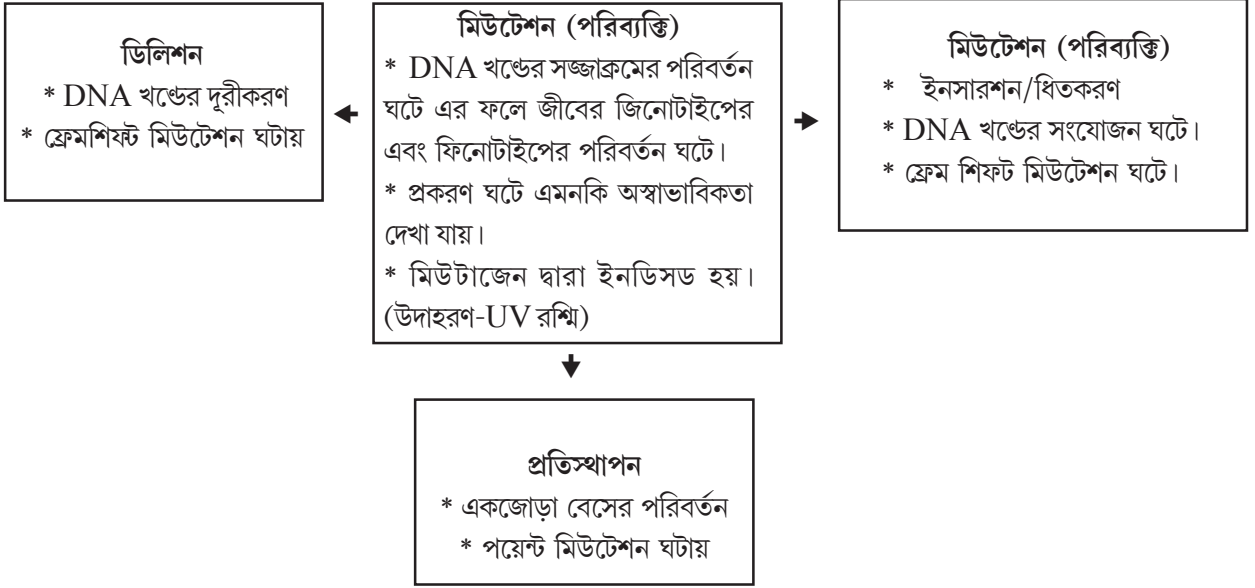 ডিলিশন
* DNA খণ্ডের দূরীকরণ
* ফ্রেমশিফ্ট মিউটেশন ঘটায়
মিউটেশন (পরিব্যক্তি)
* DNA খণ্ডের সজ্জাক্রমের পরিবর্তন
ঘটে এর ফলে জীবের জিনোটাইপের
এবং ফিনোটাইপের পরিবর্তন ঘটে।
* প্রকরণ ঘটে এমনকি অস্বাভাবিকতা
দেখা যায়।
* মিউটাজেন দ্বারা ইনডিসড হয়।
(উদাহরণ-UV রশ্মি)
মিউটেশন (পরিব্যক্তি)
* ইনসারশন/ধিতকরণ
* DNA খণ্ডের সংযোজন ঘটে।
* ফ্রেম শিফট মিউটেশন ঘটে।
প্রতিস্থাপন
* একজোড়া বেসের পরিবর্তন
* পয়েন্ট মিউটেশন ঘটায়